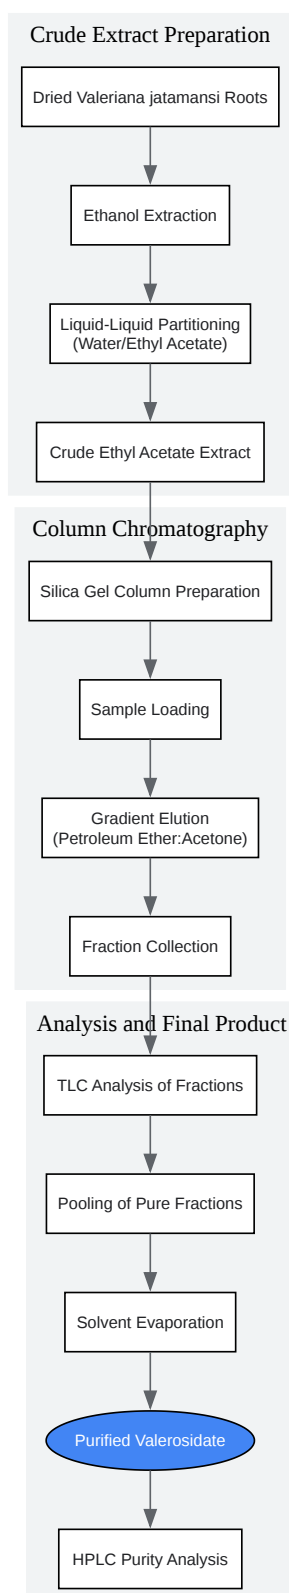 Crude Extract Preparation
Dried Valeriana jatamansi Roots
Ethanol Extraction
Liquid-Liquid Partitioning
(Water/Ethyl Acetate)
Crude Ethyl Acetate Extract
Column Chromatography
Silica Gel Column Preparation
Sample Loading
Gradient Elution
(Petroleum Ether:Acetone)
Fraction Collection
Analysis and Final Product
TLC Analysis of Fractions
Pooling of Pure Fractions
Solvent Evaporation
Purified Valerosidate
HPLC Purity Analysis